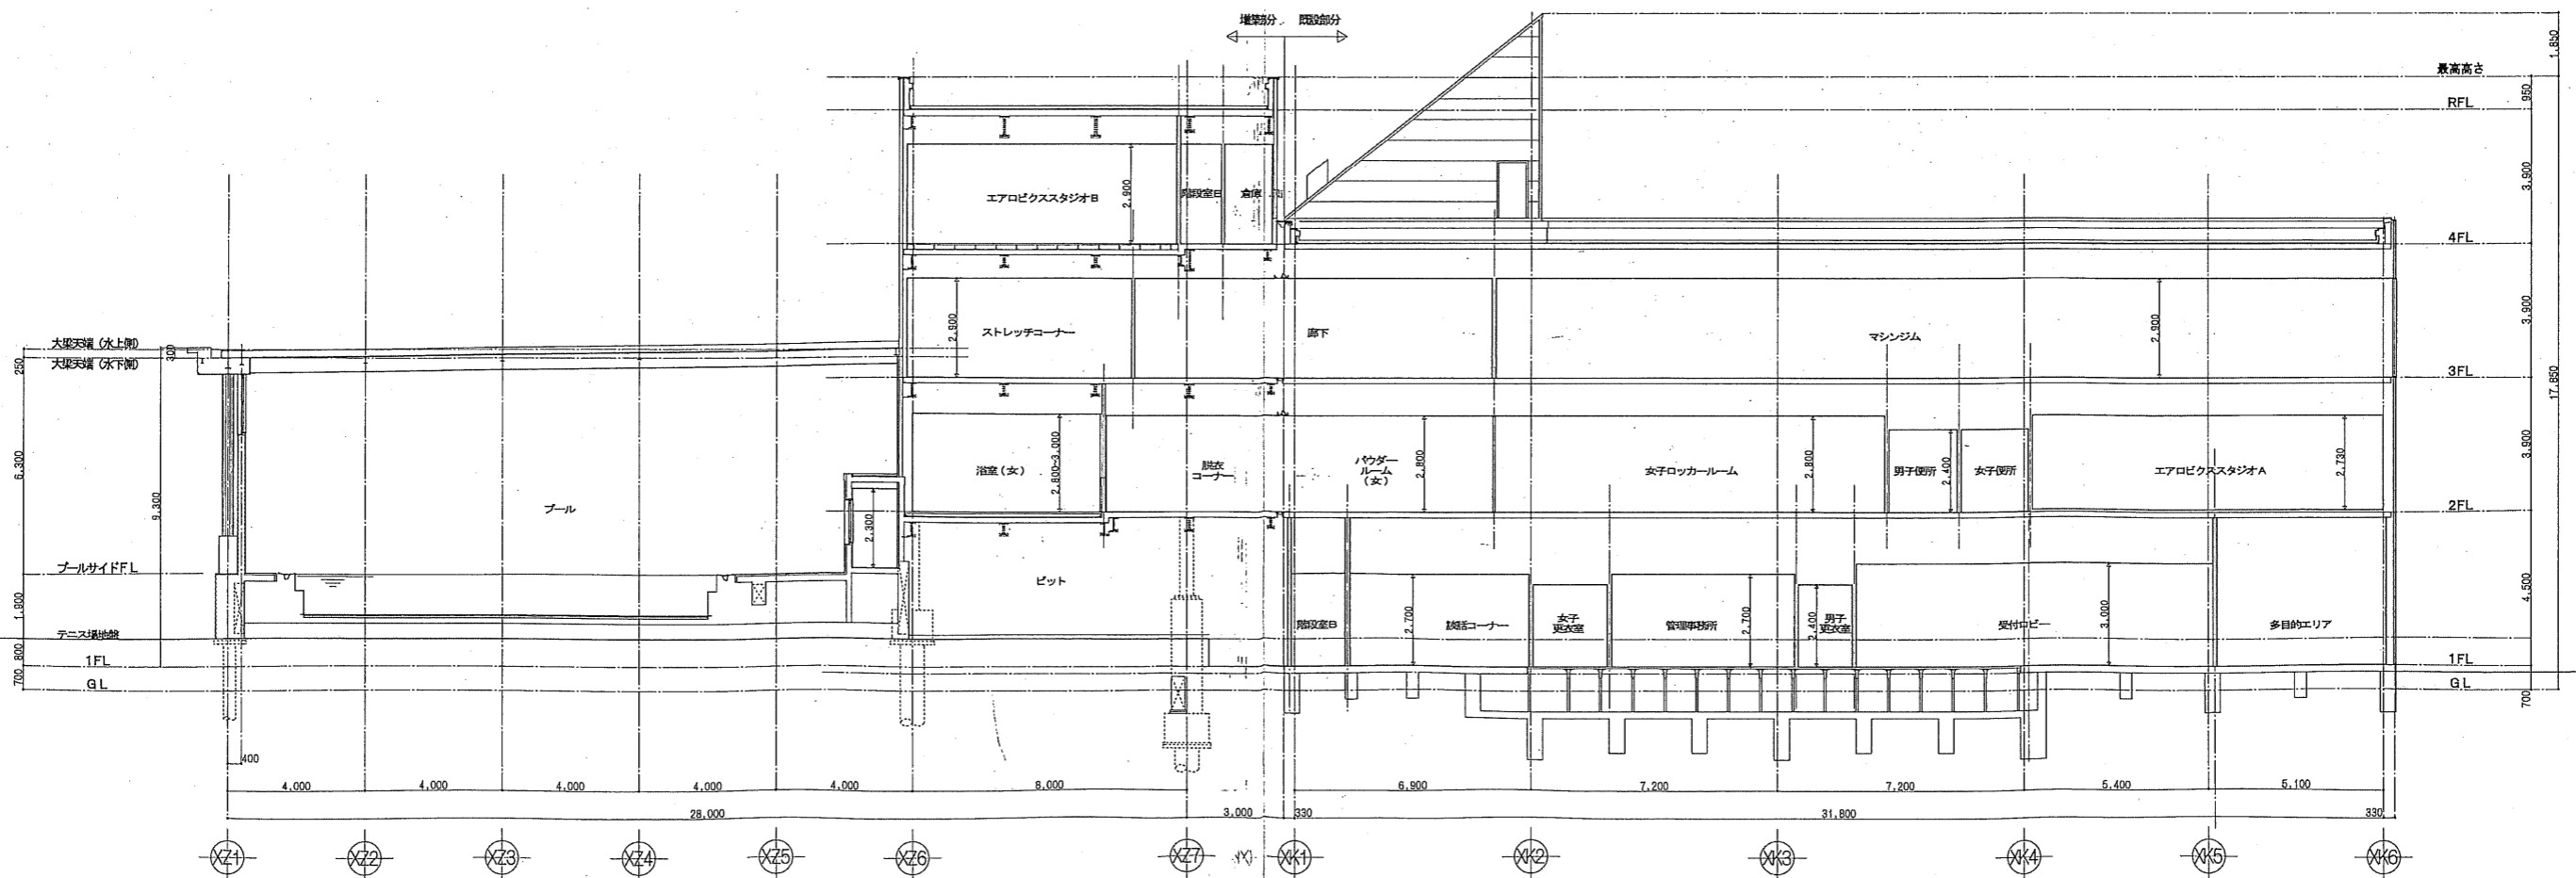 増築部分 既設部分
1,850
最高高さ
950
RFL
3,900
エアロビクススタジオB
2,900
階段室B
倉庫
4FL
3,900
17,850
ストレッチコーナー
2,900
廊下
マシンジム
2,900
大梁天端(水上側)
300
大梁天端(水下側)
250
3FL
3,900
6,300
9,300
プール
2,300
浴室(女)
2,800~3,000
脱衣
コーナー
パウダー
ルーム
(女)
2,800
女子ロッカールーム
2,800
男子便所
2,400
女子便所
エアロビクススタジオA
2,730
2FL
4,500
プールサイドFL
1,900
ピット
テニス場地盤
800
1FL
700
GL
階段室B
2,700
談話コーナー
女子
更衣室
管理事務所
2,700
2,400
男子
更衣室
受付ロビー
3,000
多目的エリア
1FL
GL
700
400
4,000
4,000
4,000
4,000
4,000
8,000
6,900
7,200
7,200
5,400
5,100
28,000
3,000
330
31,800
330
XZ1
XZ2
XZ3
XZ4
XZ5
XZ6
XZ7
XK1
XK2
XK3
XK4
XK5
XK6